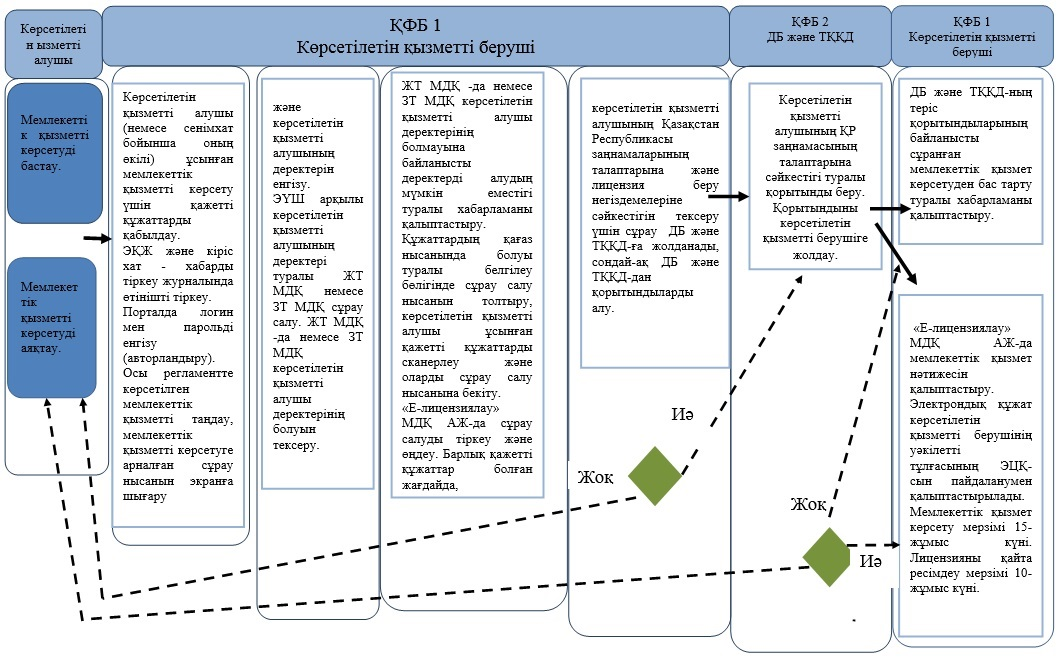 Көрсетілеті
н ызметті
алушы
ҚФБ 1
Көрсетілетін қызметті беруші
ҚФБ 2
ДБ және ТҚҚД
ҚФБ 1
Көрсетілетін қызметті
беруші
Мемлекетті
к қызметті
көрсетуді
бастау.
Мемлекет
тік
қызметті
көрсетуді
аяқтау.
Көрсетілетін
қызметті алушы
(немесе сенімхат
бойынша оның
өкілі) ұсынған
мемлекеттік
қызметті көрсету
үшін қажетті
құжаттарды
қабылдау.
ЭҚЖ және кіріс
хат - хабарды
тіркеу журналында
өтінішті тіркеу.
Порталда логин
мен парольді
енгізу
(авторландыру).
Осы регламентте
көрсетілген
мемлекеттік
қызметті таңдау,
мемлекеттік
қызметті көрсетуге
арналған сұрау
нысанын экранға
шығару
және
көрсетілетін
қызметті
алушының
деректерін
енгізу.
ЭҮШ арқылы
көрсетілетін
қызметті
алушының
деректері
туралы ЖТ
МДҚ немесе
ЗТ МДҚ сұрау
салу. ЖТ МДҚ
-да немесе ЗТ
МДҚ
көрсетілетін
қызметті
алушы
деректерінің
болуын
тексеру.
ЖТ МДҚ -да немесе
ЗТ МДҚ көрсетілетін
қызметті алушы
деректерінің
болмауына
байланысты
деректерді алудың
мүмкін еместігі
туралы хабарламаны
қалыптастыру.
Құжаттардың қағаз
нысанында болуы
туралы белгілеу
бөлігінде сұрау салу
нысанын толтыру,
көрсетілетін қызметті
алушы ұсынған
қажетті құжаттарды
сканерлеу және
оларды сұрау салу
нысанына бекіту.
«Е-лицензиялау»
МДҚ АЖ-да сұрау
салуды тіркеу және
өңдеу. Барлық қажетті
құжаттар болған
жағдайда,
көрсетілетін қызметті
алушының Қазақстан
Республикасы
заңнамаларының
талаптарына және
лицензия беру
негіздемелеріне
сәйкестігін тексеру
үшін сұрау ДБ және
ТҚҚД-ға жолданады,
сондай-ақ ДБ және
ТҚҚД-дан
қорытындыларды
алу.
Көрсетілетін
қызметті
алушының ҚР
заңнамасының
талаптарына
сәйкестігі туралы
қорытынды беру.
Қорытындыны
көрсетілетін
қызметті берушіге
жолдау.
ДБ және ТҚҚД-ның
теріс
қорытындыларының
байланысты
сұранған
мемлекеттік қызмет
көрсетуден бас тарту
туралы хабарламаны
қалыптастыру.
«Е-лицензиялау»
МДҚ АЖ-да
мемлекеттік қызмет
нәтижесін
қалыптастыру.
Электрондық құжат
көрсетілетін
қызметті берушінің
уәкілетті
тұлғасының ЭЦҚ-
сын пайдаланумен
қалыптастырылады.
Мемлекеттік қызмет
көрсету мерзімі 15-
жұмыс күні.
Лицензияны қайта
ресімдеу мерзімі 10-
жұмыс күні.
Иә
Жоқ
Жоқ
Иә